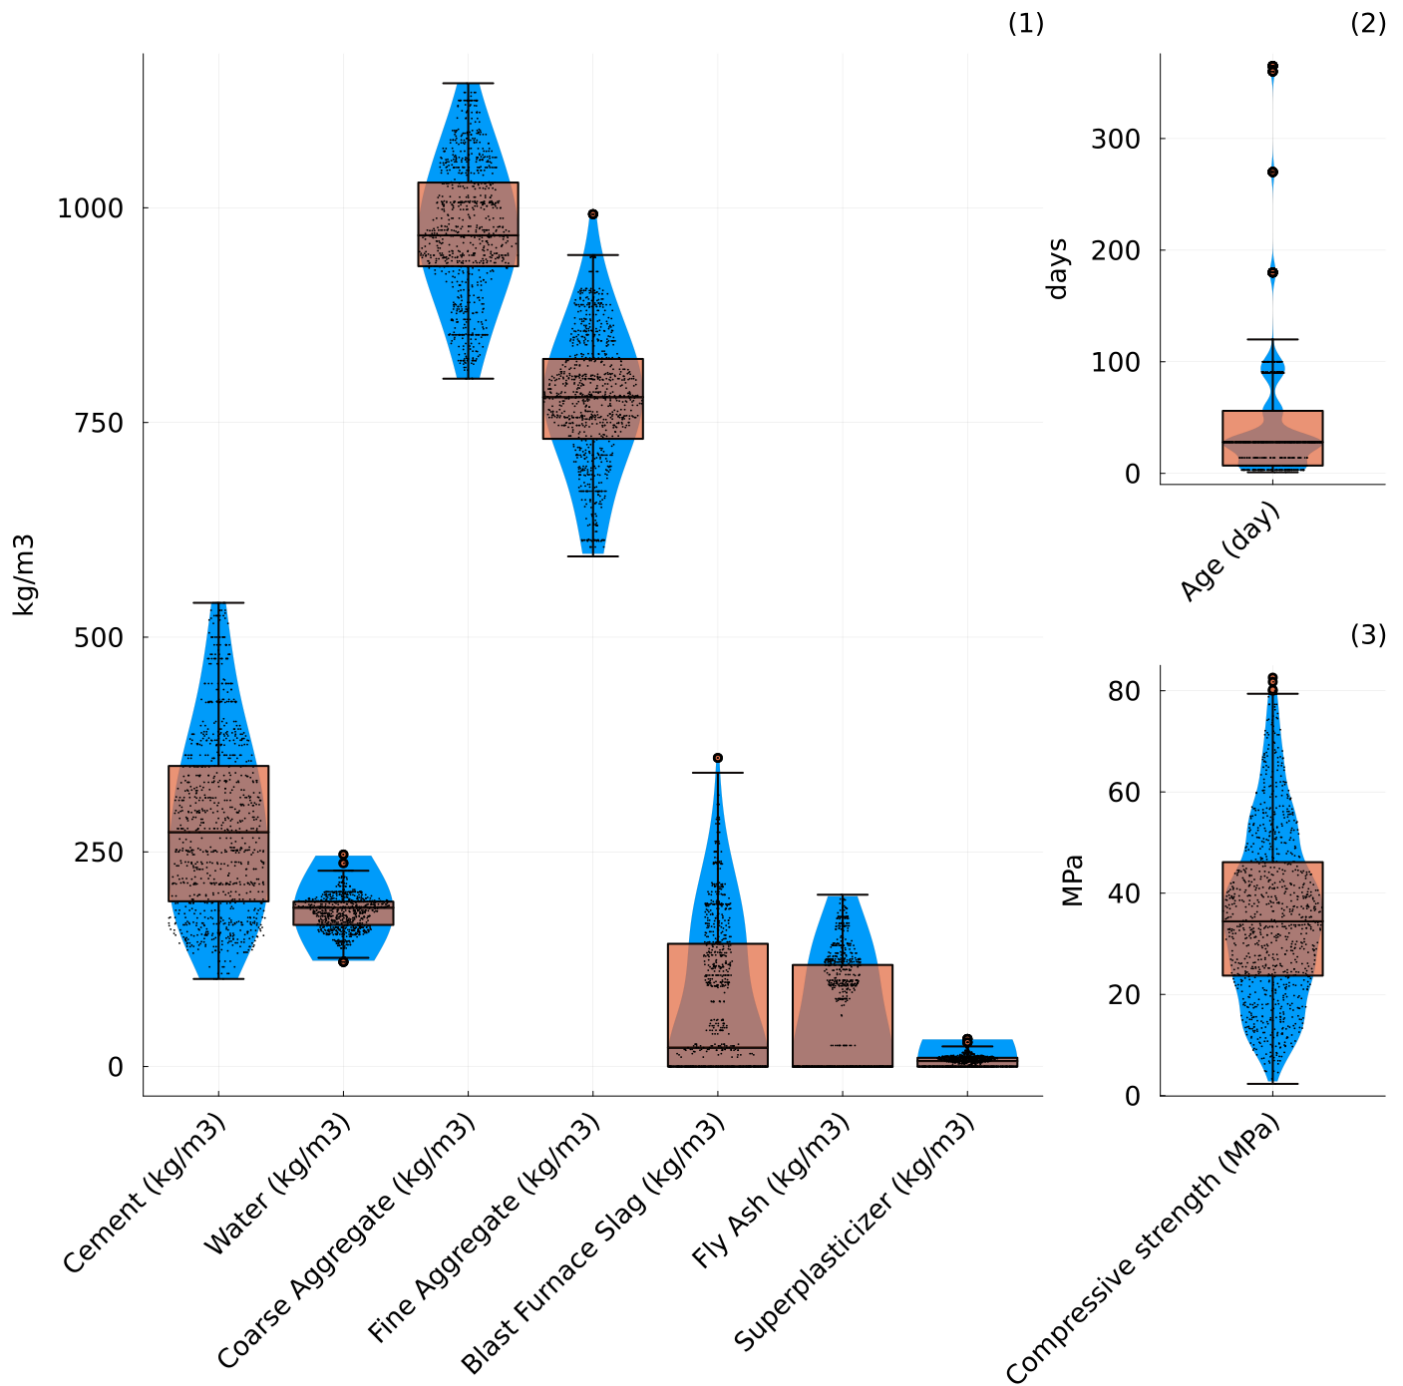 (1)
kg/m3
1000
750
500
250
0
Cement (kg/m3)
Water (kg/m3)
Coarse Aggregate (kg/m3)
Fine Aggregate (kg/m3)
Blast Furnace Slag (kg/m3)
Fly Ash (kg/m3)
Superplasticizer (kg/m3)
(2)
days
300
200
100
0
Age (day)
(3)
MPa
80
60
40
20
0
Compressive strength (MPa)